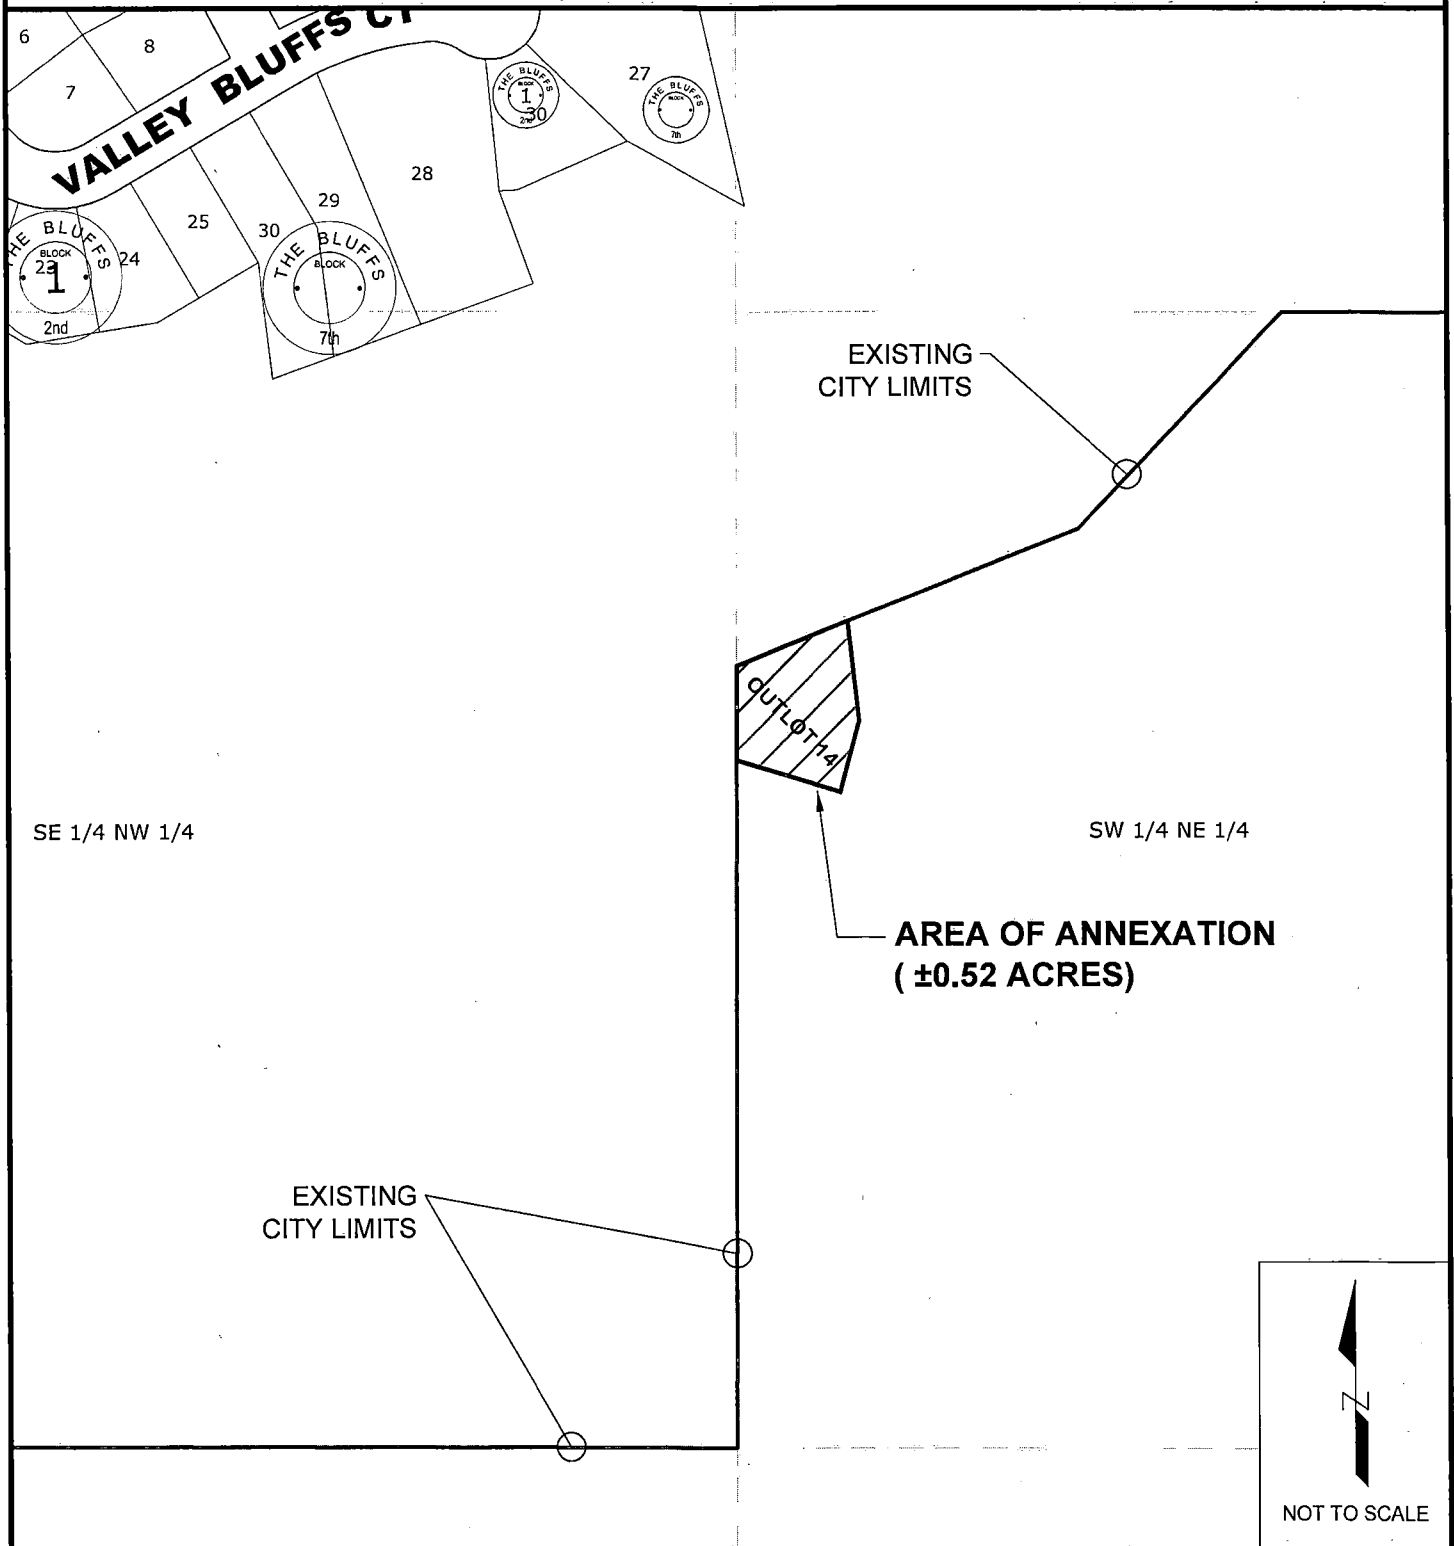 VALLEY BLUFFS CT
6
8
7
27
THE BLUFFS
BLOCK
1
2nd
30
THE BLUFFS
BLOCK
7th
28
29
25
30
24
THE BLUFFS
BLOCK
23
1
2nd
THE BLUFFS
BLOCK
7th
EXISTING
CITY LIMITS
OUTLOT 14
SE 1/4 NW 1/4
SW 1/4 NE 1/4
AREA OF ANNEXATION
( ±0.52 ACRES)
EXISTING
CITY LIMITS
N
NOT TO SCALE